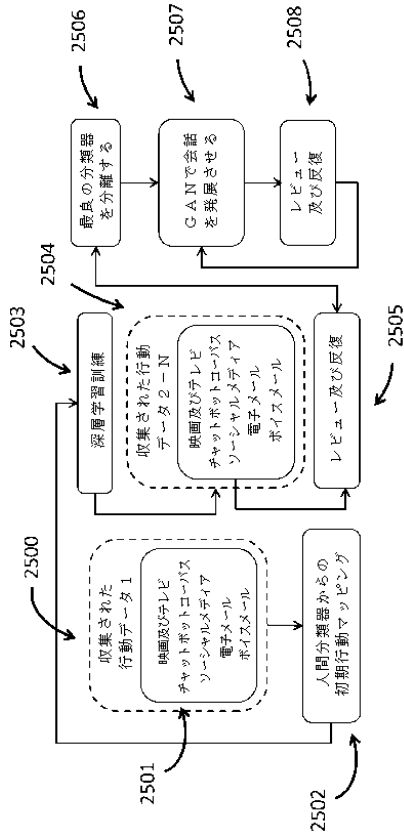 2500
収集された
行動データ1
映画及びテレビ
チャットボットコーパス
ソーシャルメディア
電子メール
ボイスメール
2501
人間分類器からの
初期行動マッピング
2502
深層学習訓練
2503
収集された行動
データ2-N
映画及びテレビ
チャットボットコーパス
ソーシャルメディア
電子メール
ボイスメール
2504
レビュー及び反復
2505
最良の分類器
を分離する
2506
GANで会話
を発展させる
2507
レビュー
及び反復
2508